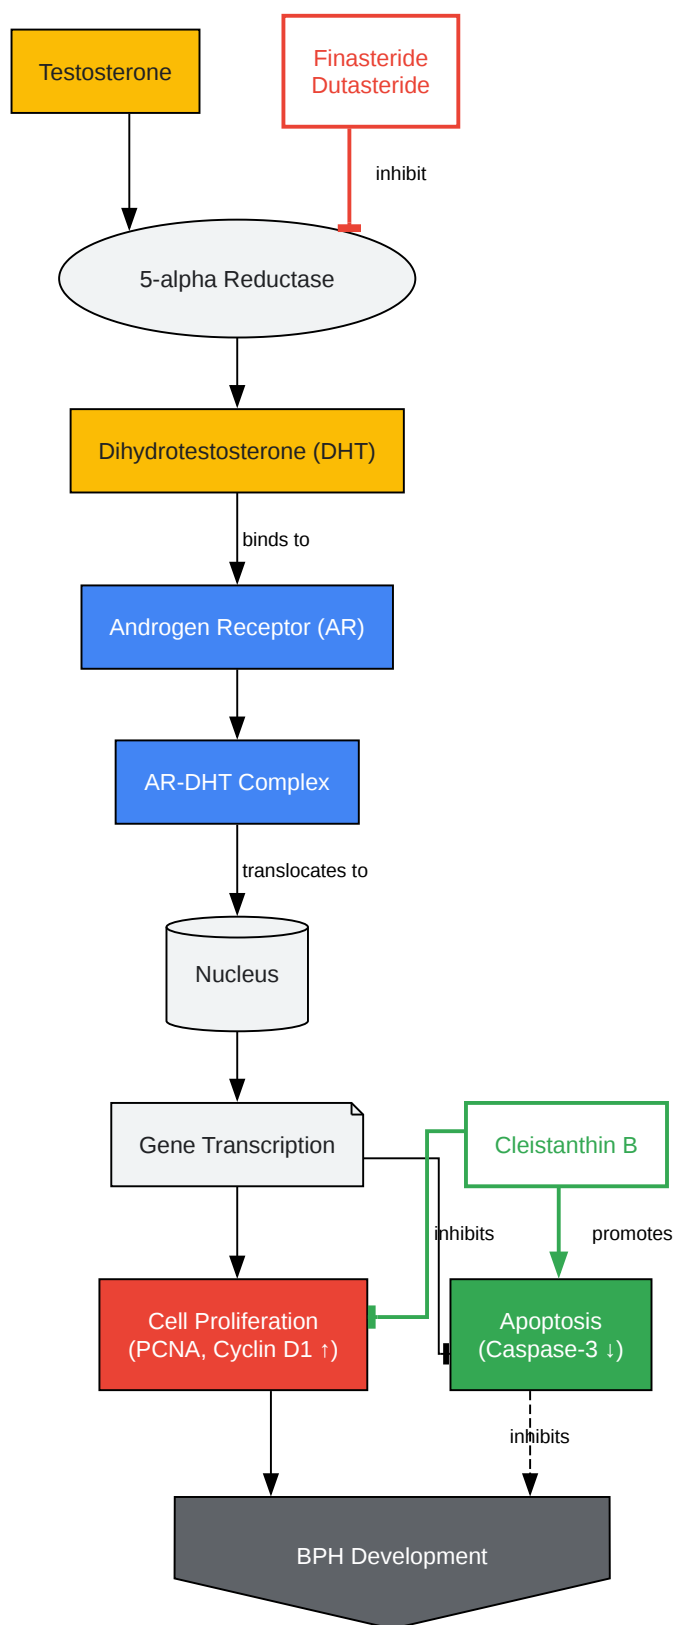 Testosterone
Finasteride
Dutasteride
inhibit
5-alpha Reductase
Dihydrotestosterone (DHT)
binds to
Androgen Receptor (AR)
AR-DHT Complex
translocates to
Nucleus
Gene Transcription
Cleistanthin B
inhibits
promotes
Cell Proliferation
(PCNA, Cyclin D1 ↑)
Apoptosis
(Caspase-3 ↓)
inhibits
BPH Development